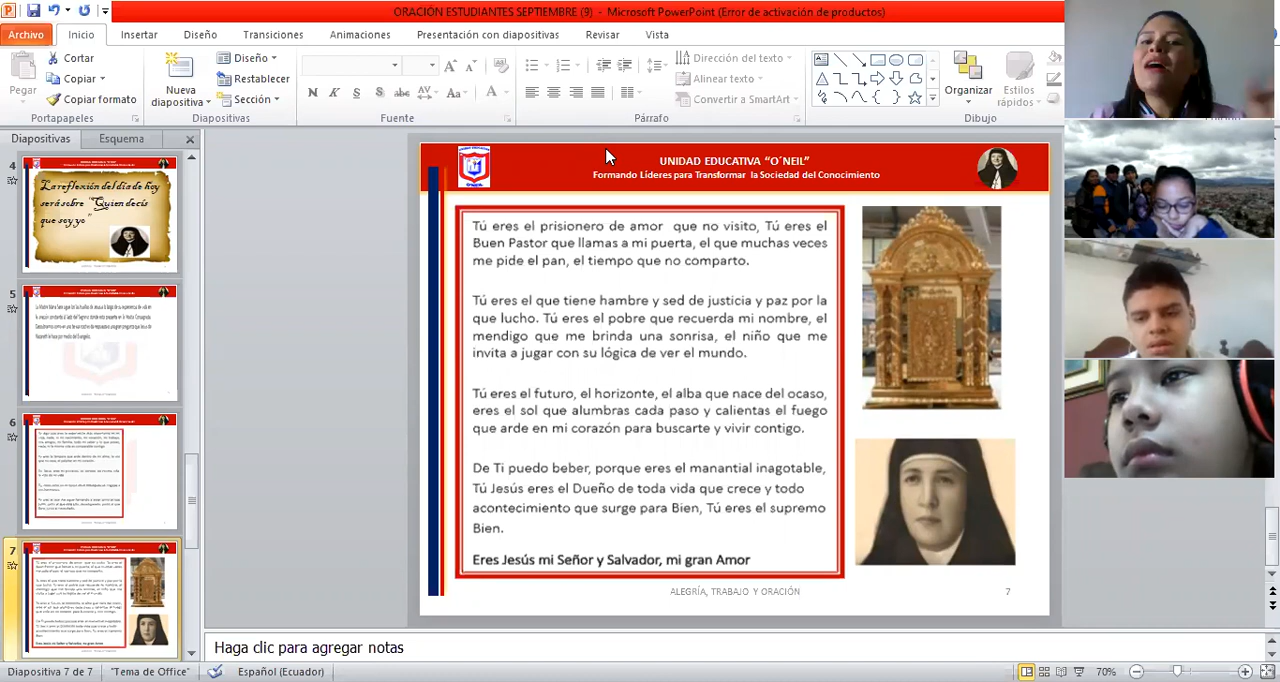 ORACIÓN ESTUDIANTES SEPTIEMBRE (9) - Microsoft PowerPoint (Error de activación de productos)
Archivo Inicio Insertar Diseño Transiciones Animaciones Presentación con diapositivas Revisar Vista
Pegar
Cortar
Copiar
Copiar formato
Portapapeles
Nueva
diapositiva
Diseño
Restablecer
Sección
Diapositivas
N K S S abc AV Aa A
Fuente
Dirección del texto
Alinear texto
Convertir a SmartArt
Párrafo
Organizar
Estilos
rápidos
Dibujo
Diapositivas Esquema
4
La reflexión del día de hoy
será sobre "Quien decís
que soy yo"
5
6
7
UNIDAD EDUCATIVA "O´NEIL"
Formando Líderes para Transformar la Sociedad del Conocimiento
Tú eres el prisionero de amor que no visito, Tú eres el
Buen Pastor que llamas a mi puerta, el que muchas veces
me pide el pan, el tiempo que no comparto.
Tú eres el que tiene hambre y sed de justicia y paz por la
que lucho. Tú eres el pobre que recuerda mi nombre, el
mendigo que me brinda una sonrisa, el niño que me
invita a jugar con su lógica de ver el mundo.
Tú eres el futuro, el horizonte, el alba que nace del ocaso,
eres el sol que alumbras cada paso y calientas el fuego
que arde en mi corazón para buscarte y vivir contigo.
De Ti puedo beber, porque eres el manantial inagotable,
Tú Jesús eres el Dueño de toda vida que creo y todo
acontecimiento que surge para Bien, Tú eres el supremo
Bien.
Eres Jesús mi Señor y Salvador, mi gran Amor
ALEGRÍA, TRABAJO Y ORACIÓN 7
Haga clic para agregar notas
Diapositiva 7 de 7 "Tema de Office" Español (Ecuador) 70%